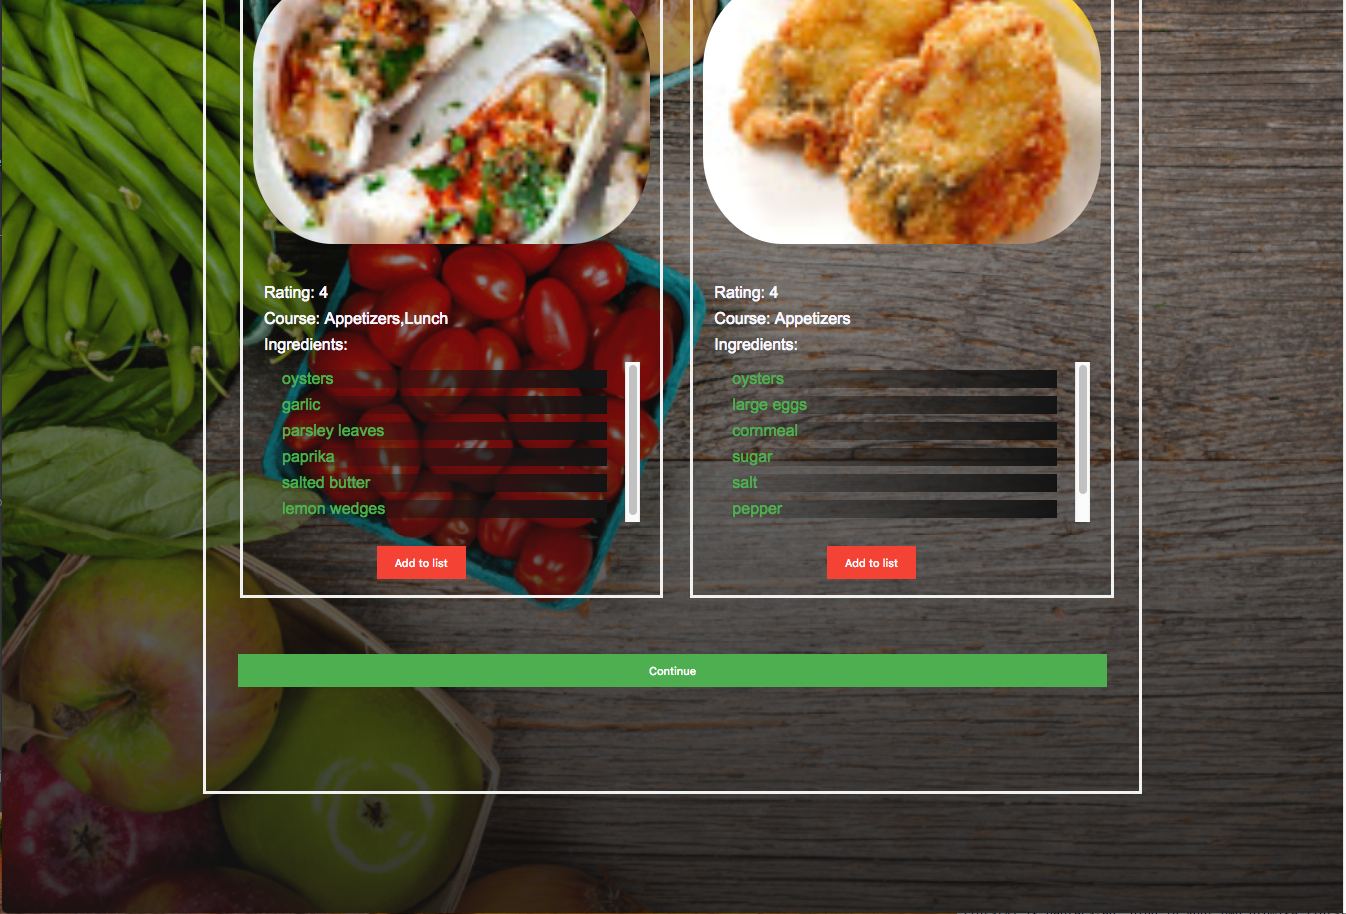 Rating: 4
Course: Appetizers,Lunch
Ingredients:
oysters
garlic
parsley leaves
paprika
salted butter
lemon wedges
Add to list
Rating: 4
Course: Appetizers
Ingredients:
oysters
large eggs
cornmeal
sugar
salt
pepper
Add to list
Continue